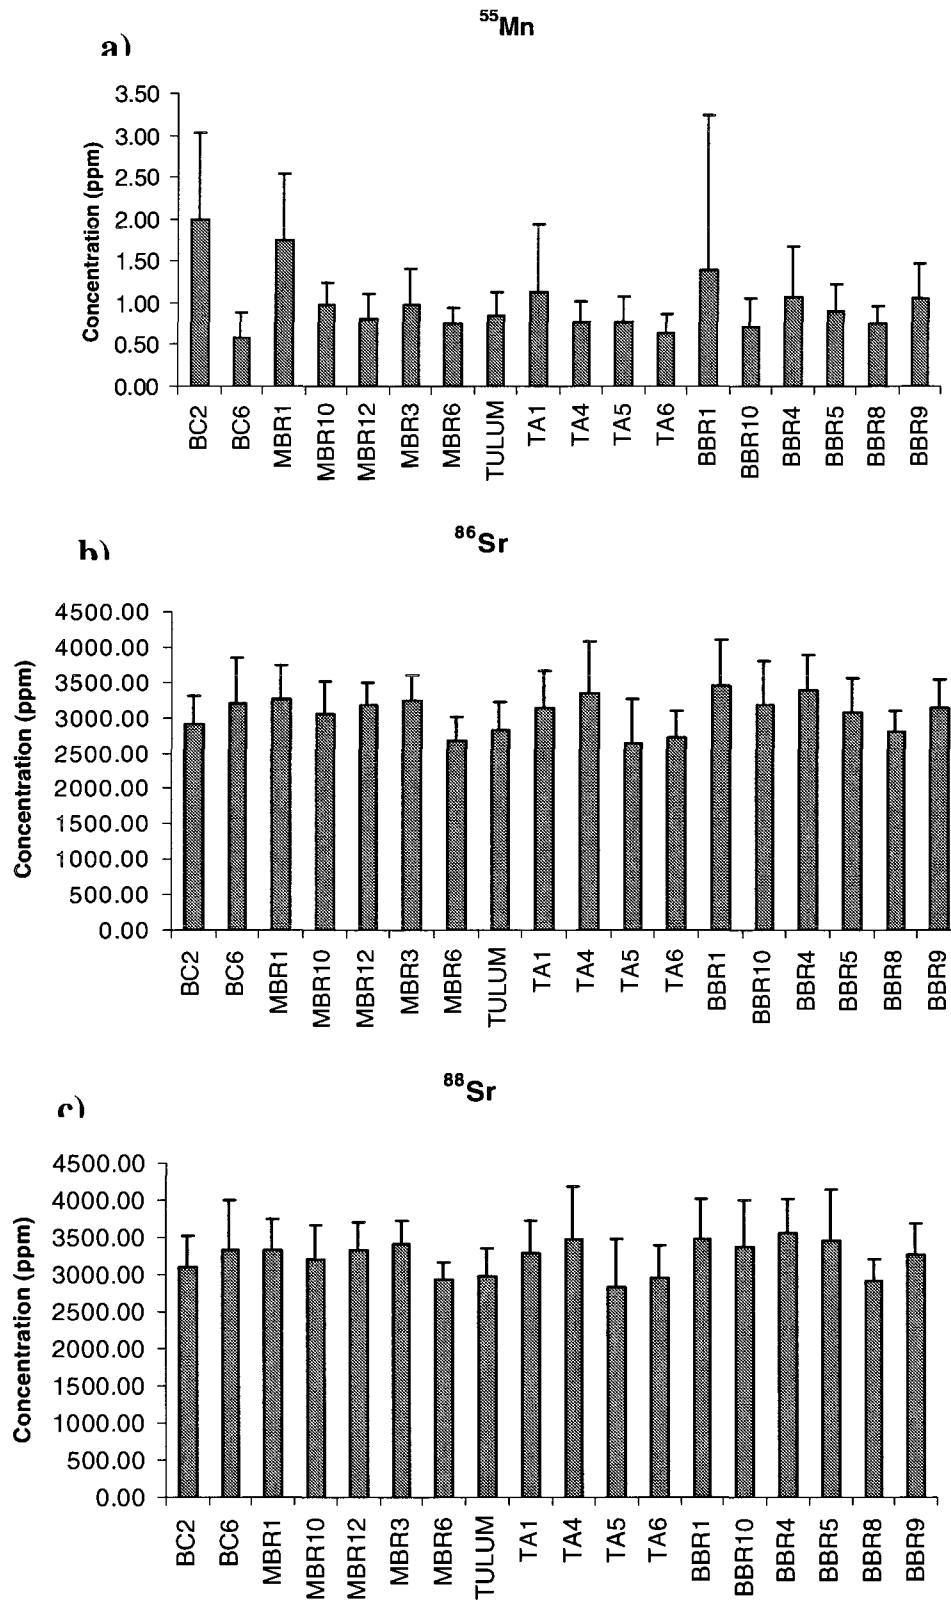 ⁵⁵Mn
a)
Concentration (ppm)
3.50
3.00
2.50
2.00
1.50
1.00
0.50
0.00
BC2 BC6 MBR1 MBR10 MBR12 MBR3 MBR6 TULUM TA1 TA4 TA5 TA6 BBR1 BBR10 BBR4 BBR5 BBR8 BBR9
⁸⁶Sr
b)
Concentration (ppm)
4500.00
4000.00
3500.00
3000.00
2500.00
2000.00
1500.00
1000.00
500.00
0.00
BC2 BC6 MBR1 MBR10 MBR12 MBR3 MBR6 TULUM TA1 TA4 TA5 TA6 BBR1 BBR10 BBR4 BBR5 BBR8 BBR9
⁸⁸Sr
c)
Concentration (ppm)
4500.00
4000.00
3500.00
3000.00
2500.00
2000.00
1500.00
1000.00
500.00
0.00
BC2 BC6 MBR1 MBR10 MBR12 MBR3 MBR6 TULUM TA1 TA4 TA5 TA6 BBR1 BBR10 BBR4 BBR5 BBR8 BBR9